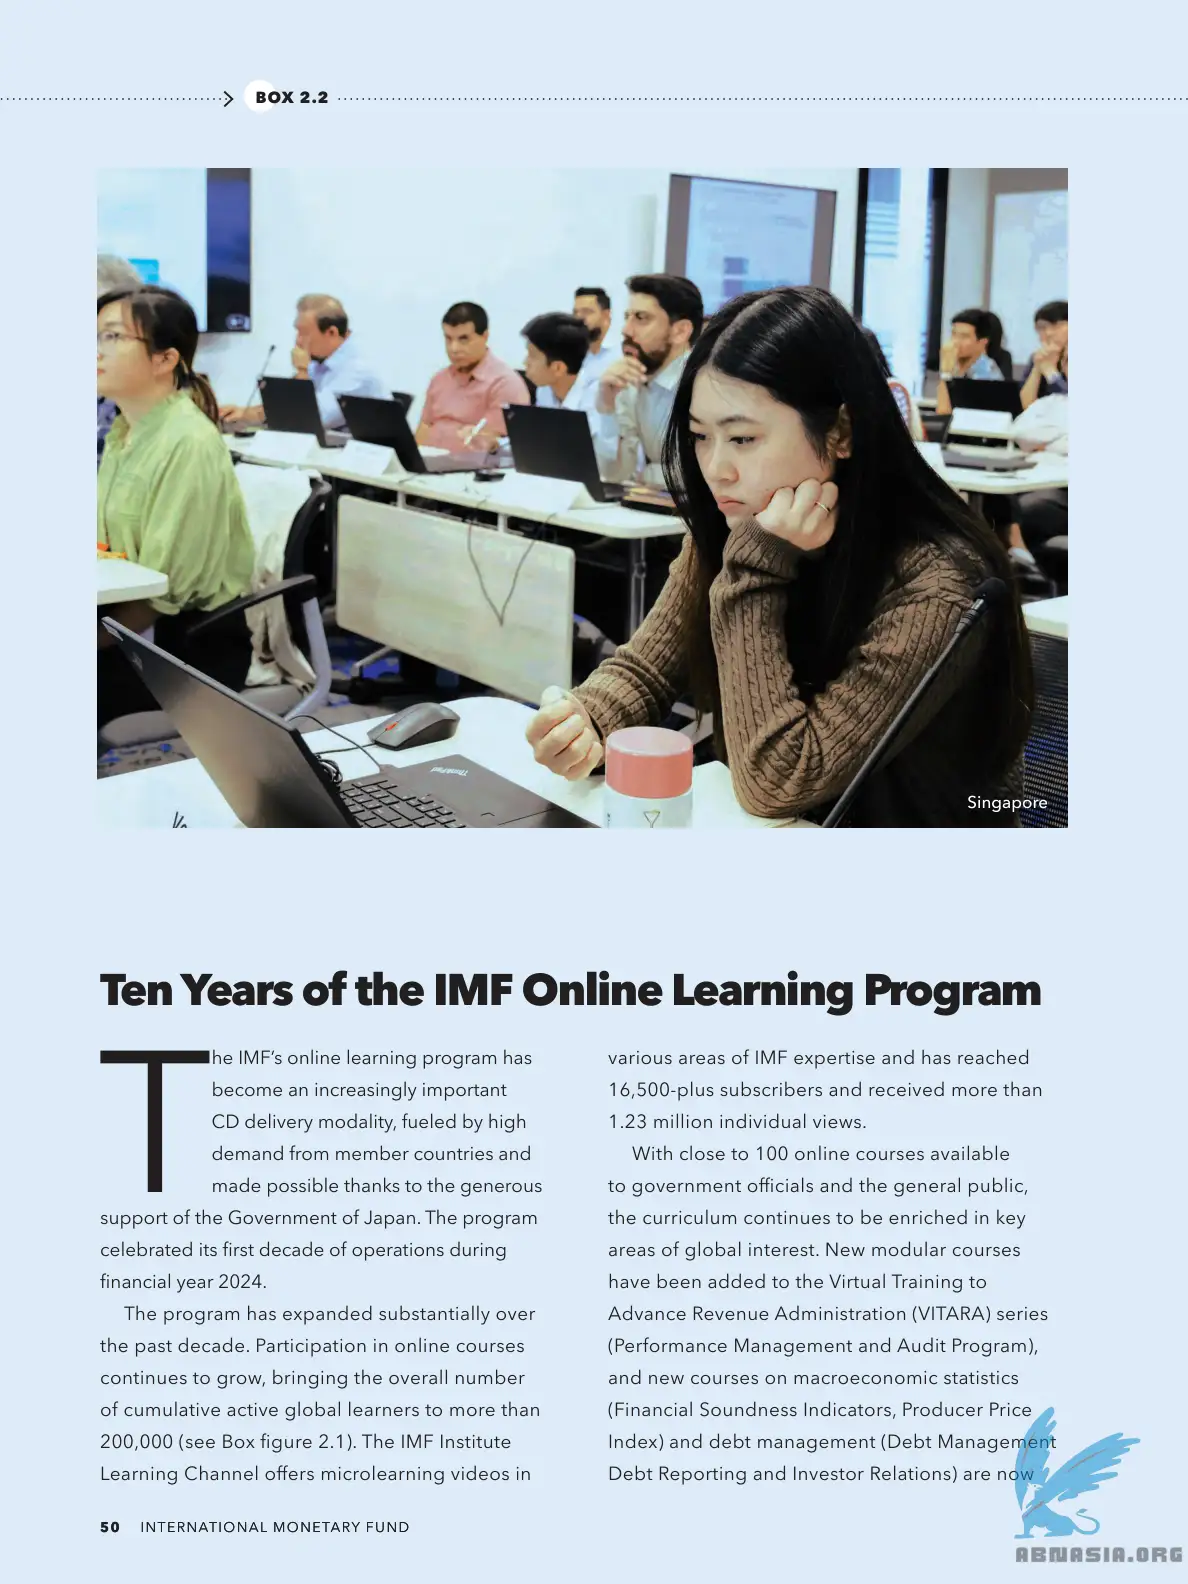 BOX 2.2
ThinkPad
Singapore
Ten Years of the IMF Online Learning Program
The IMF’s online learning program has
become an increasingly important
CD delivery modality, fueled by high
demand from member countries and
made possible thanks to the generous
support of the Government of Japan. The program
celebrated its first decade of operations during
financial year 2024.
The program has expanded substantially over
the past decade. Participation in online courses
continues to grow, bringing the overall number
of cumulative active global learners to more than
200,000 (see Box figure 2.1). The IMF Institute
Learning Channel offers microlearning videos in
various areas of IMF expertise and has reached
16,500-plus subscribers and received more than
1.23 million individual views.
With close to 100 online courses available
to government officials and the general public,
the curriculum continues to be enriched in key
areas of global interest. New modular courses
have been added to the Virtual Training to
Advance Revenue Administration (VITARA) series
(Performance Management and Audit Program),
and new courses on macroeconomic statistics
(Financial Soundness Indicators, Producer Price
Index) and debt management (Debt Management
Debt Reporting and Investor Relations) are now
50 INTERNATIONAL MONETARY FUND
ABMASIA.ORG